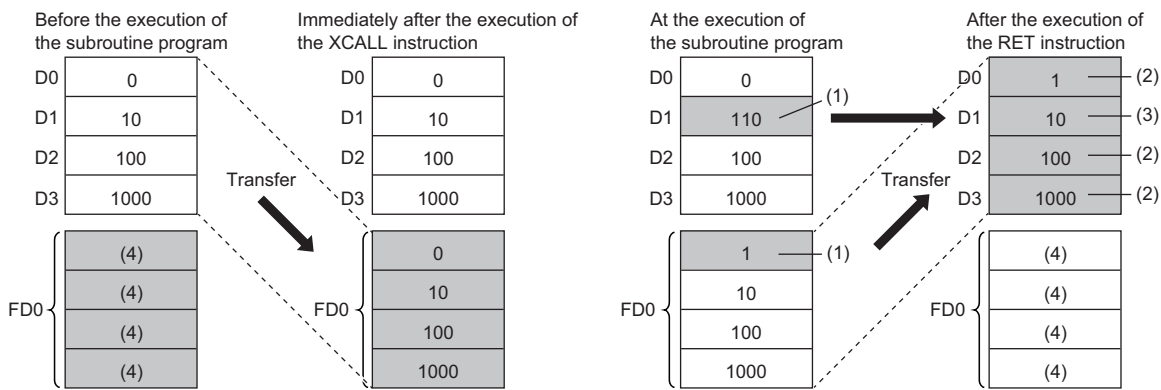 Before the execution of
the subroutine program
D0 0
D1 10
D2 100
D3 1000
FD0
(4)
(4)
(4)
(4)
Transfer
Immediately after the execution of
the XCALL instruction
D0 0
D1 10
D2 100
D3 1000
FD0
0
10
100
1000
At the execution of
the subroutine program
D0 0
D1 110 (1)
D2 100
D3 1000
FD0
1 (1)
10
100
1000
Transfer
After the execution of
the RET instruction
D0 1 (2)
D1 10 (3)
D2 100 (2)
D3 1000 (2)
FD0
(4)
(4)
(4)
(4)